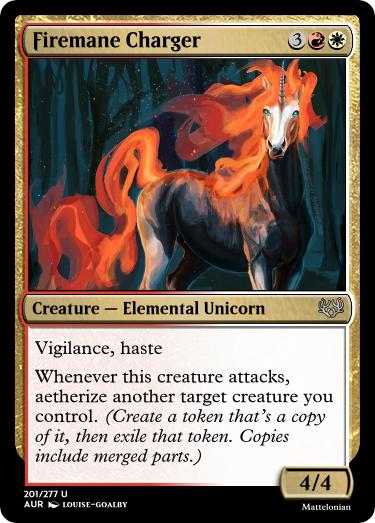 Firemane Charger 3
Creature — Elemental Unicorn
Vigilance, haste
Whenever this creature attacks,
aetherize another target creature you
control. (Create a token that's a copy
of it, then exile that token. Copies
include merged parts.)
4/4
201/277 U
AUR LOUISE-GOALBY
Mattelonian